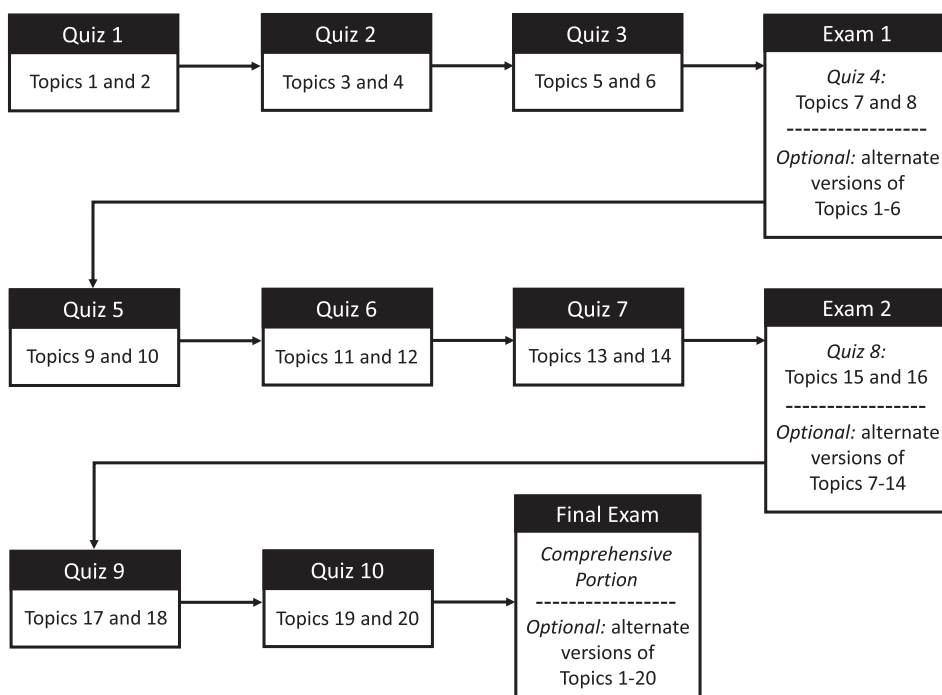 Quiz 1
Topics 1 and 2
Quiz 2
Topics 3 and 4
Quiz 3
Topics 5 and 6
Exam 1
Quiz 4:
Topics 7 and 8
------------------
Optional: alternate
versions of
Topics 1-6
Quiz 5
Topics 9 and 10
Quiz 6
Topics 11 and 12
Quiz 7
Topics 13 and 14
Exam 2
Quiz 8:
Topics 15 and 16
------------------
Optional: alternate
versions of
Topics 7-14
Quiz 9
Topics 17 and 18
Quiz 10
Topics 19 and 20
Final Exam
Comprehensive
Portion
------------------
Optional: alternate
versions of
Topics 1-20